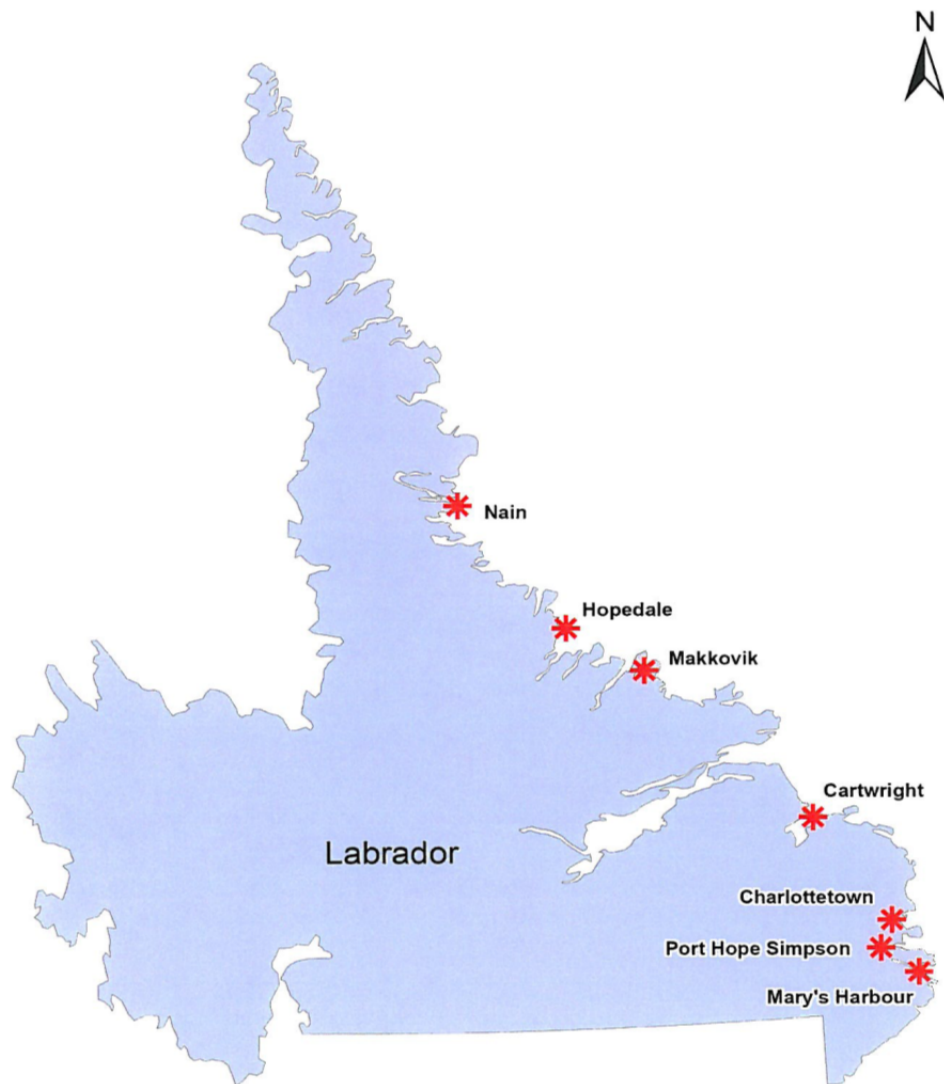 N
Nain
Hopedale
Makkovik
Cartwright
Labrador
Charlottetown
Port Hope Simpson
Mary's Harbour